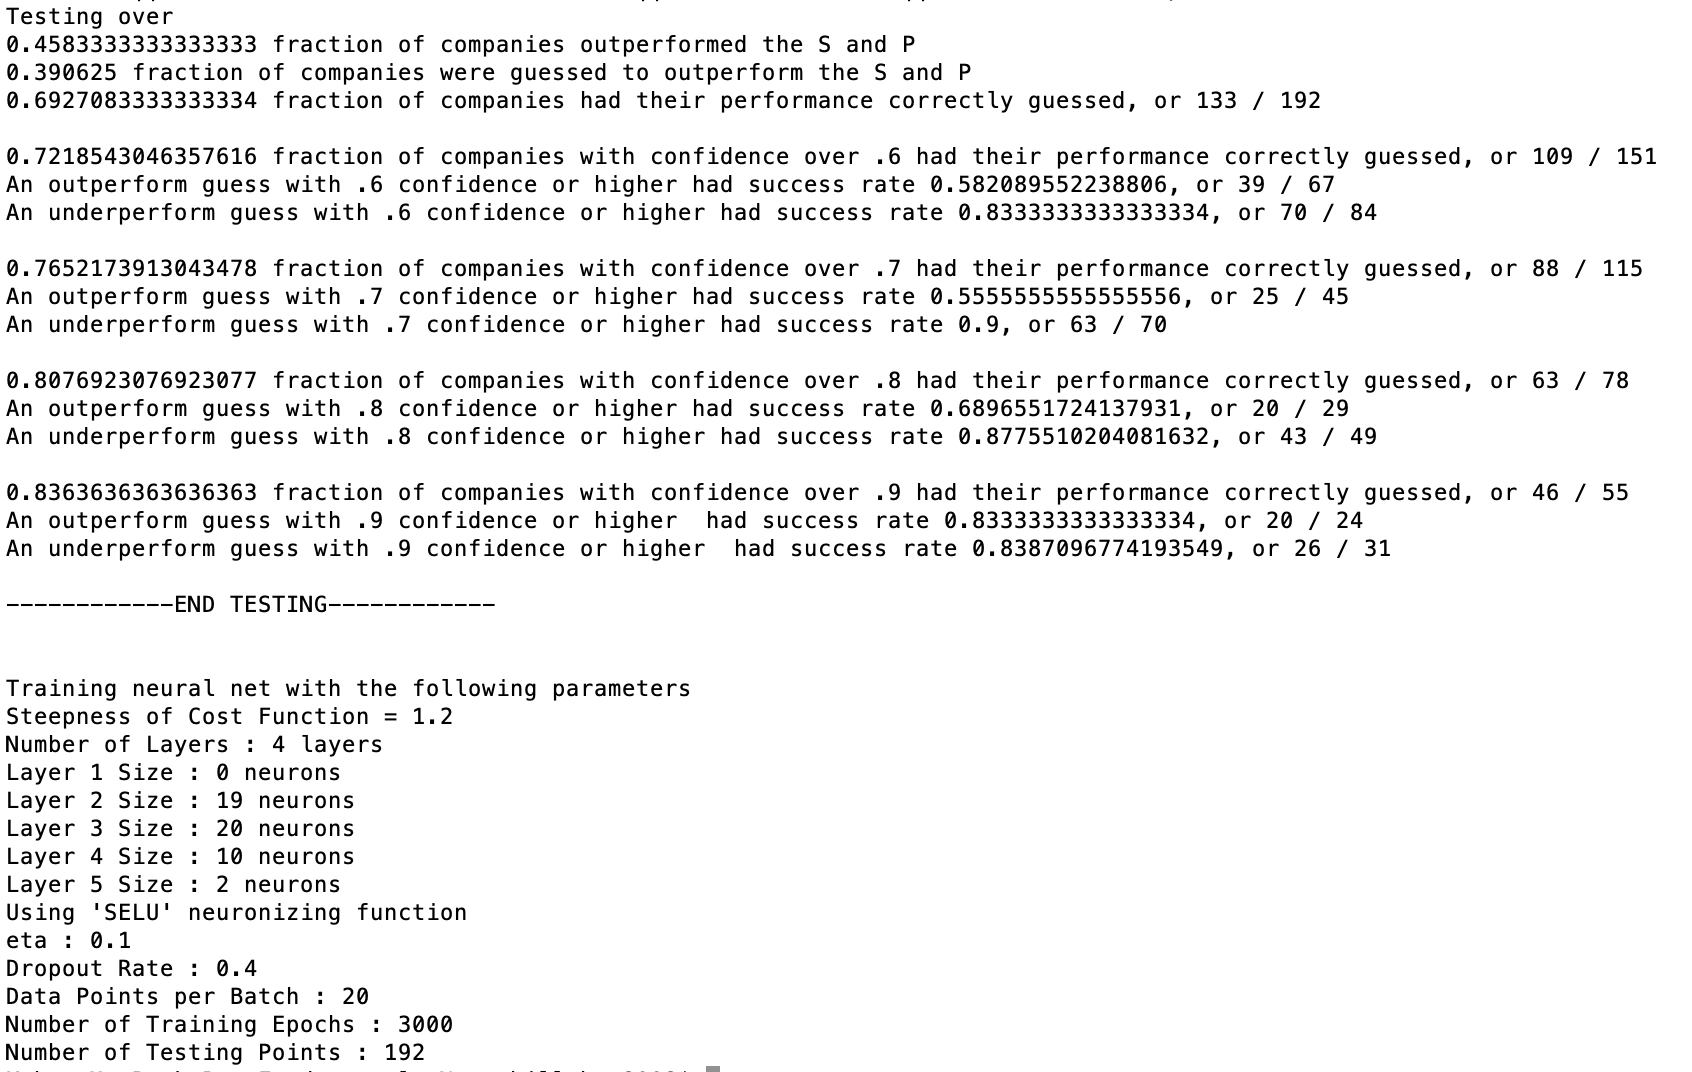 Testing over
0.4583333333333333 fraction of companies outperformed the S and P
0.390625 fraction of companies were guessed to outperform the S and P
0.6927083333333334 fraction of companies had their performance correctly guessed, or 133 / 192
0.7218543046357616 fraction of companies with confidence over .6 had their performance correctly guessed, or 109 / 151
An outperform guess with .6 confidence or higher had success rate 0.582089552238806, or 39 / 67
An underperform guess with .6 confidence or higher had success rate 0.8333333333333334, or 70 / 84
0.7652173913043478 fraction of companies with confidence over .7 had their performance correctly guessed, or 88 / 115
An outperform guess with .7 confidence or higher had success rate 0.5555555555555556, or 25 / 45
An underperform guess with .7 confidence or higher had success rate 0.9, or 63 / 70
0.8076923076923077 fraction of companies with confidence over .8 had their performance correctly guessed, or 63 / 78
An outperform guess with .8 confidence or higher had success rate 0.6896551724137931, or 20 / 29
An underperform guess with .8 confidence or higher had success rate 0.8775510204081632, or 43 / 49
0.8363636363636363 fraction of companies with confidence over .9 had their performance correctly guessed, or 46 / 55
An outperform guess with .9 confidence or higher  had success rate 0.8333333333333334, or 20 / 24
An underperform guess with .9 confidence or higher  had success rate 0.8387096774193549, or 26 / 31
------------END TESTING------------
Training neural net with the following parameters
Steepness of Cost Function = 1.2
Number of Layers : 4 layers
Layer 1 Size : 0 neurons
Layer 2 Size : 19 neurons
Layer 3 Size : 20 neurons
Layer 4 Size : 10 neurons
Layer 5 Size : 2 neurons
Using 'SELU' neuronizing function
eta : 0.1
Dropout Rate : 0.4
Data Points per Batch : 20
Number of Training Epochs : 3000
Number of Testing Points : 192